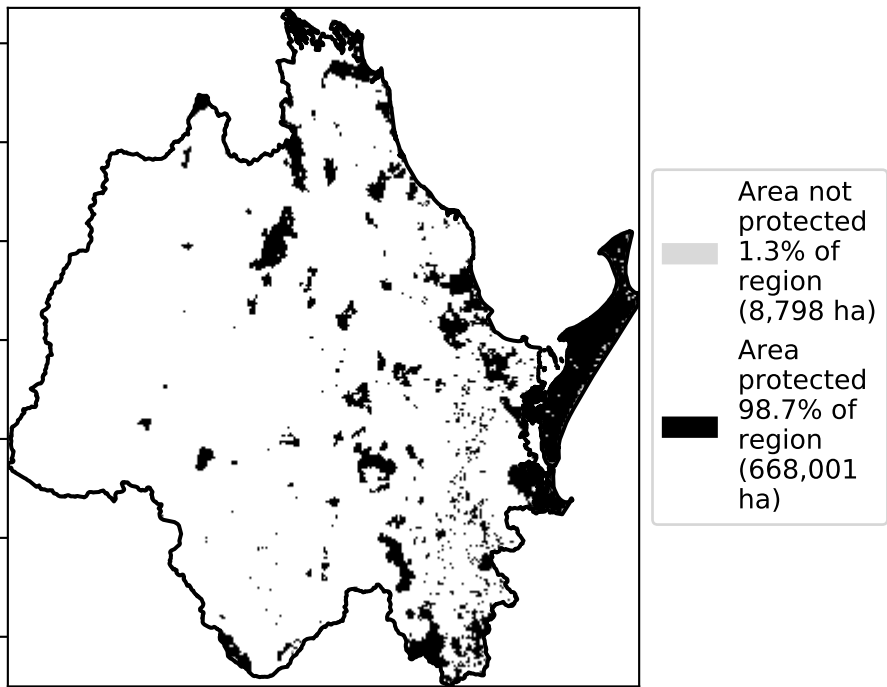 Area not
protected
1.3% of
region
(8,798 ha)
Area
protected
98.7% of
region
(668,001
ha)